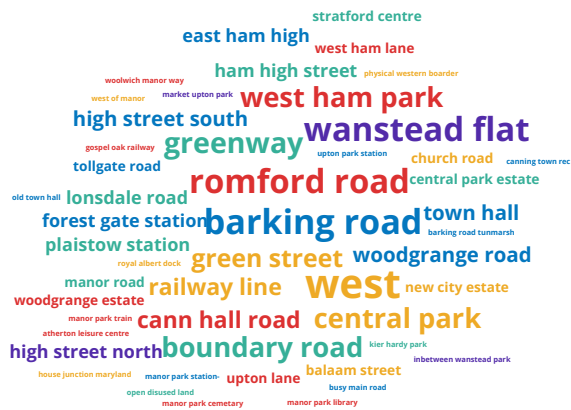 stratford centre
east ham high
west ham lane
ham high street
physical western boarder
woolwich manor way
west of manor
market upton park
west ham park
high street south
wanstead flat
greenway
gospel oak railway
upton park station
church road
canning town rec
tollgate road
romford road
central park estate
old town hall
lonsdale road
forest gate station
barking road
town hall
barking road tunmarsh
plaistow station
green street
woodgrange road
royal albert dock
manor road
railway line
west
new city estate
woodgrange estate
manor park train
cann hall road
central park
atherton leisure centre
high street north
boundary road
kier hardy park
inbetween wanstead park
house junction maryland
manor park station-
upton lane
balaam street
busy main road
open disused land
manor park cemetary
manor park library